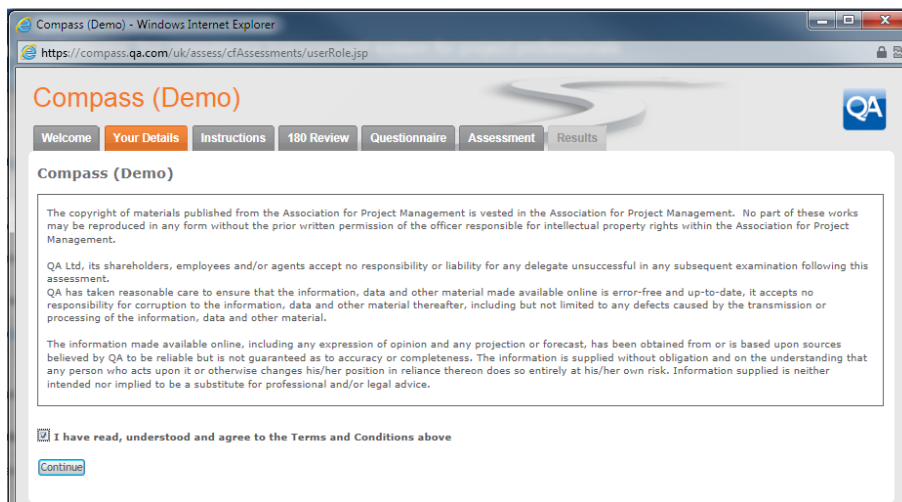 Compass (Demo) - Windows Internet Explorer
https://compass.qa.com/uk/assess/cfAssessments/userRole.jsp
Compass (Demo)
QA
Welcome Your Details Instructions 180 Review Questionnaire Assessment Results
Compass (Demo)
The copyright of materials published from the Association for Project Management is vested in the Association for Project Management. No part of these works
may be reproduced in any form without the prior written permission of the officer responsible for intellectual property rights within the Association for Project
Management.
QA Ltd, its shareholders, employees and/or agents accept no responsibility or liability for any delegate unsuccessful in any subsequent examination following this
assessment.
QA has taken reasonable care to ensure that the information, data and other material made available online is error-free and up-to-date, it accepts no
responsibility for corruption to the information, data and other material thereafter, including but not limited to any defects caused by the transmission or
processing of the information, data and other material.
The information made available online, including any expression of opinion and any projection or forecast, has been obtained from or is based upon sources
believed by QA to be reliable but is not guaranteed as to accuracy or completeness. The information is supplied without obligation and on the understanding that
any person who acts upon it or otherwise changes his/her position in reliance thereon does so entirely at his/her own risk. Information supplied is neither
intended nor implied to be a substitute for professional and/or legal advice.
I have read, understood and agree to the Terms and Conditions above
Continue